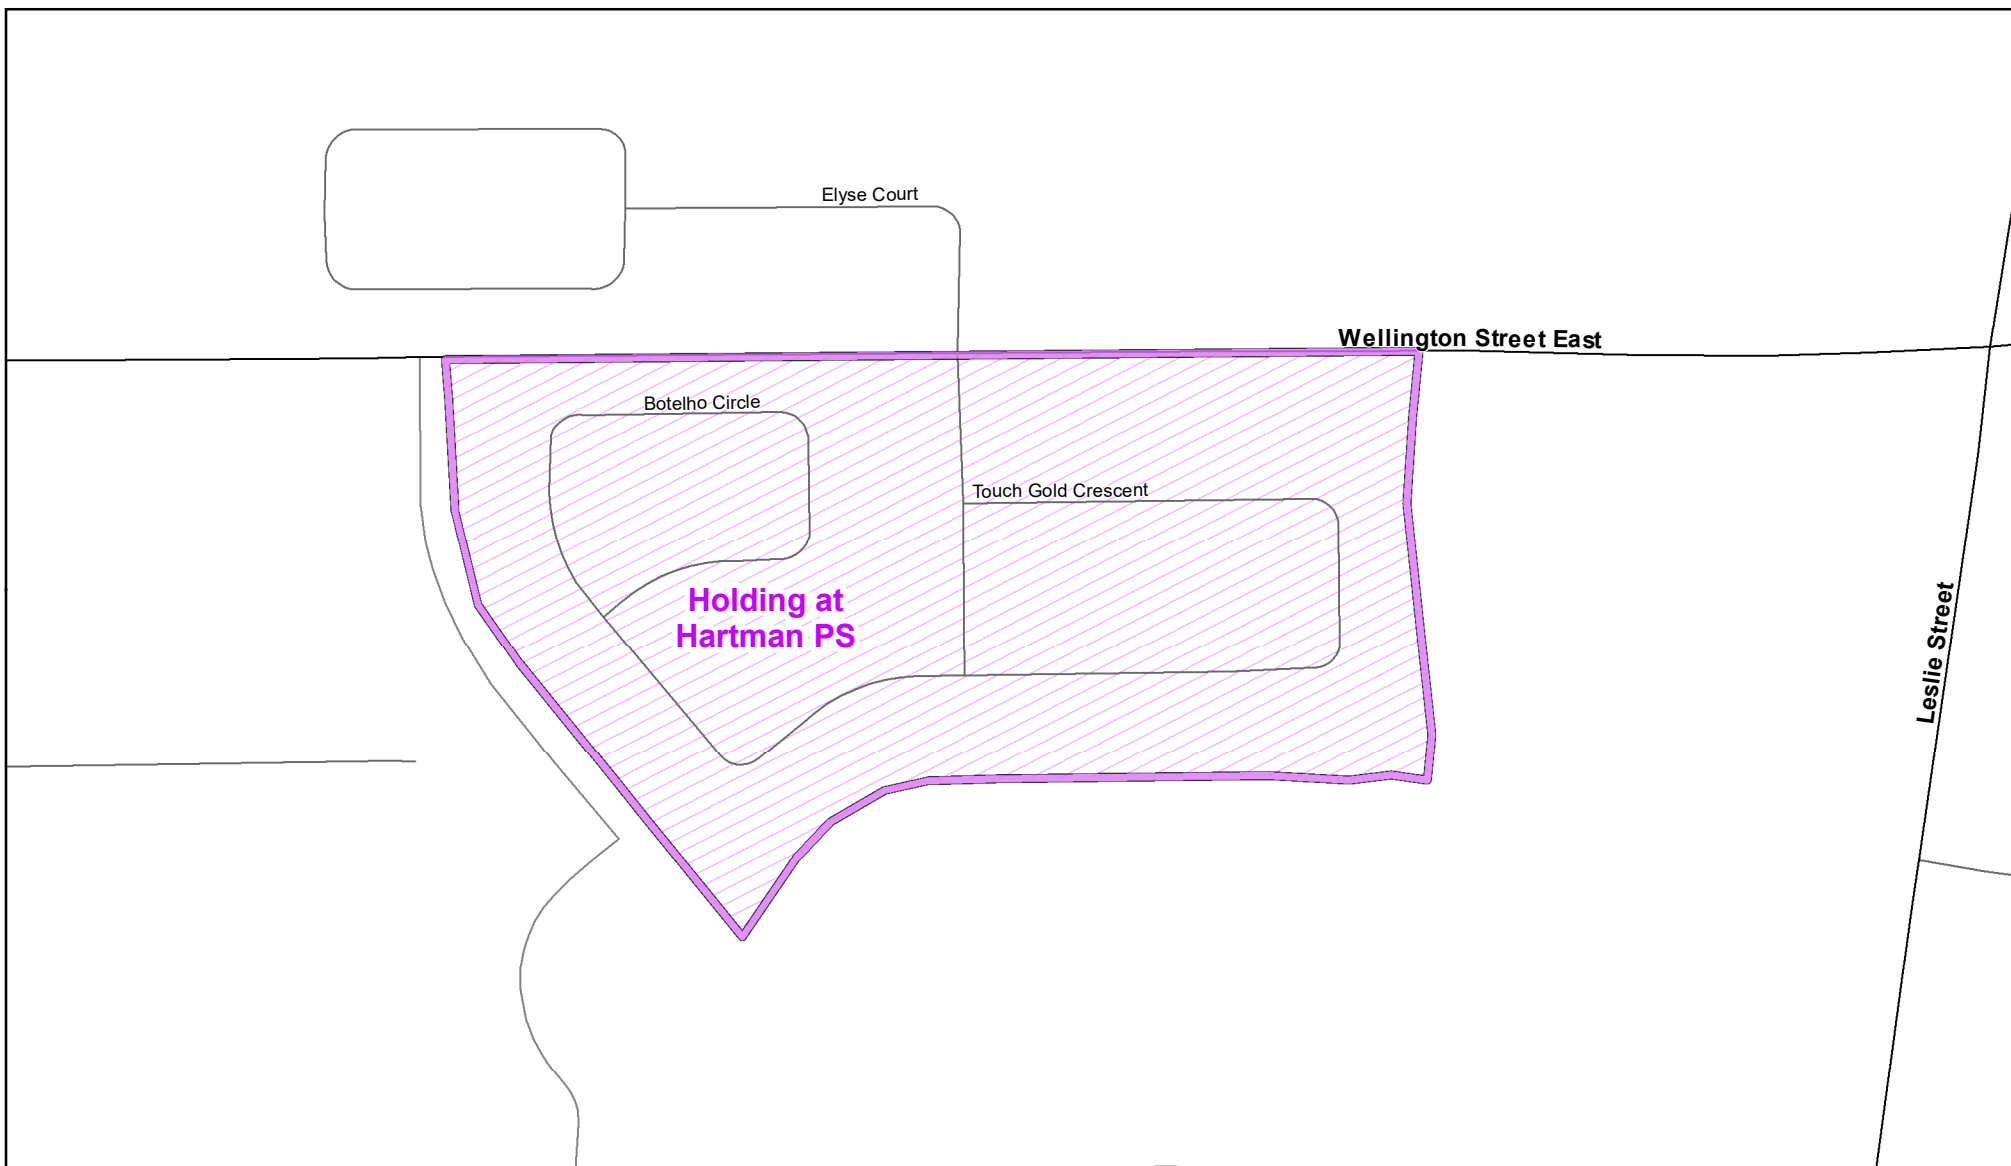 Elyse Court
Wellington Street East
Botelho Circle
Touch Gold Crescent
Holding at
Hartman PS
Leslie Street